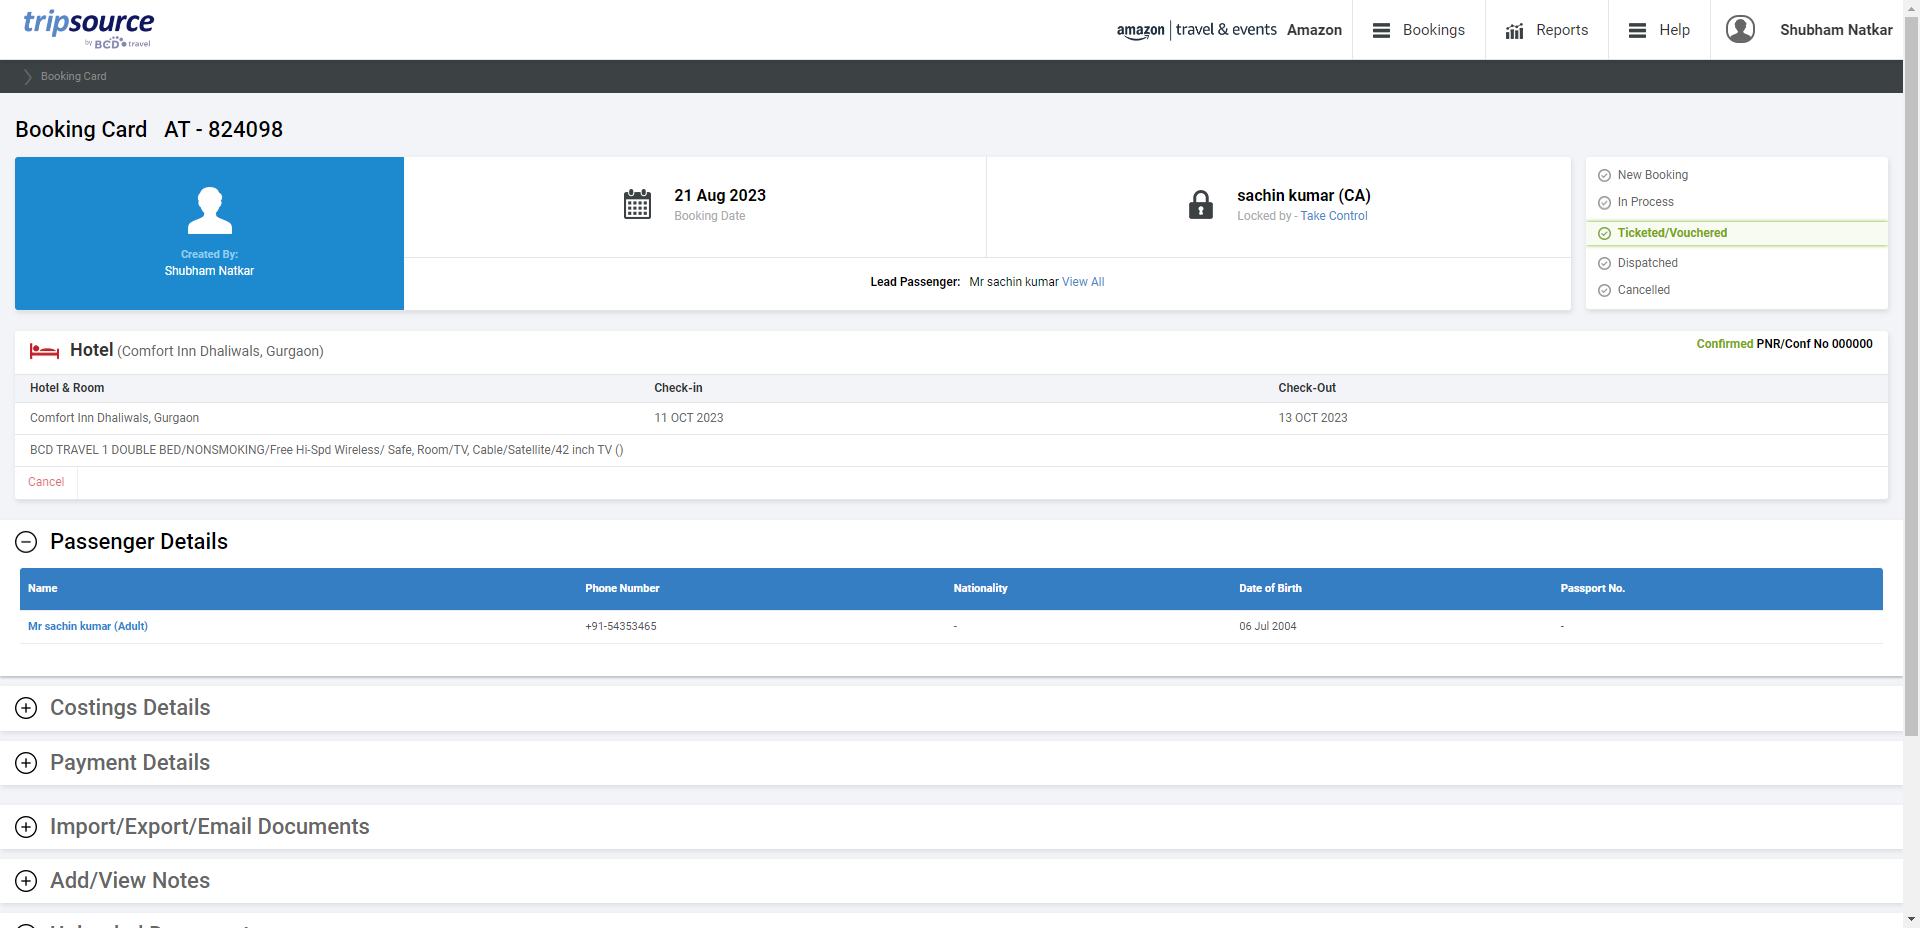 tripsource
by BCD travel
amazon | travel & events Amazon
Bookings
Reports
Help
Shubham Natkar
Booking Card
Booking Card AT - 824098
Created By:
Shubham Natkar
21 Aug 2023
Booking Date
sachin kumar (CA)
Locked by - Take Control
Lead Passenger: Mr sachin kumar View All
New Booking
In Process
Ticketed/Vouchered
Dispatched
Cancelled
Hotel (Comfort Inn Dhaliwals, Gurgaon)
Confirmed PNR/Conf No 000000
Hotel & Room Check-in Check-Out
Comfort Inn Dhaliwals, Gurgaon 11 OCT 2023 13 OCT 2023
BCD TRAVEL 1 DOUBLE BED/NONSMOKING/Free Hi-Spd Wireless/ Safe, Room/TV, Cable/Satellite/42 inch TV ()
Cancel
Passenger Details
Name Phone Number Nationality Date of Birth Passport No.
Mr sachin kumar (Adult) +91-54353465 - 06 Jul 2004 -
Costings Details
Payment Details
Import/Export/Email Documents
Add/View Notes